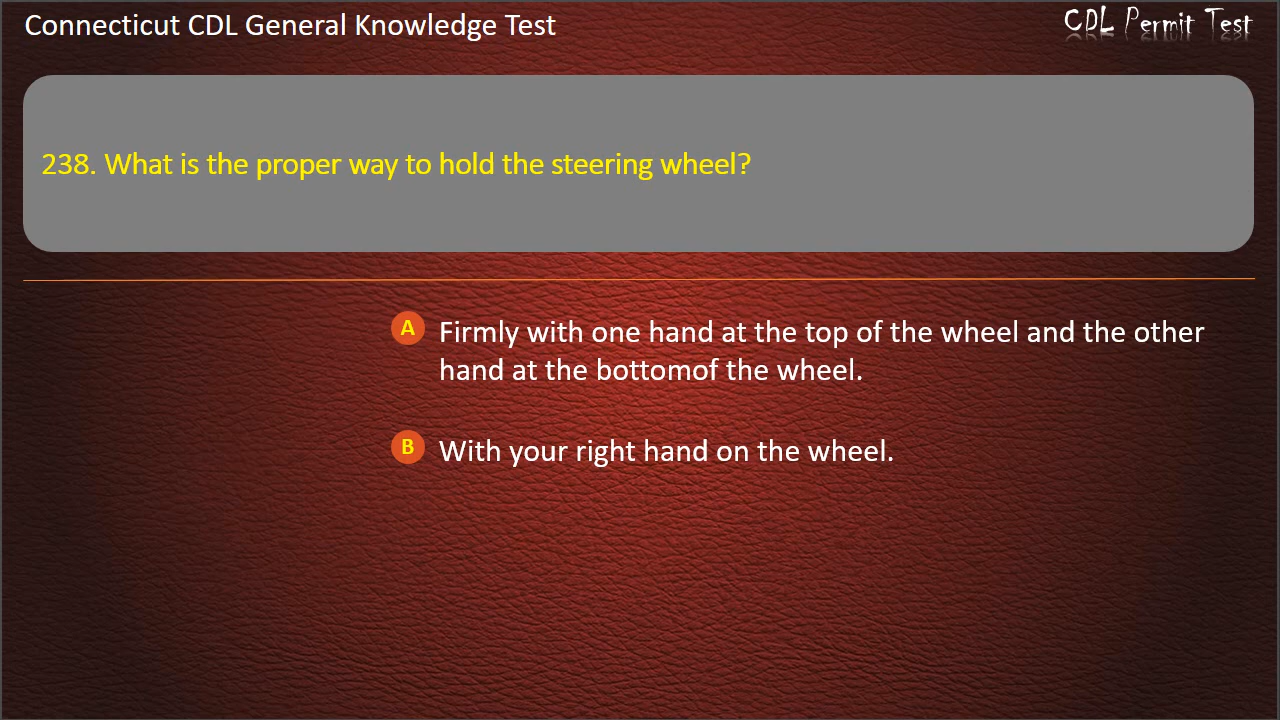 Connecticut CDL General Knowledge Test
CDL Permit Test
238. What is the proper way to hold the steering wheel?
A Firmly with one hand at the top of the wheel and the other
hand at the bottomof the wheel.
B With your right hand on the wheel.